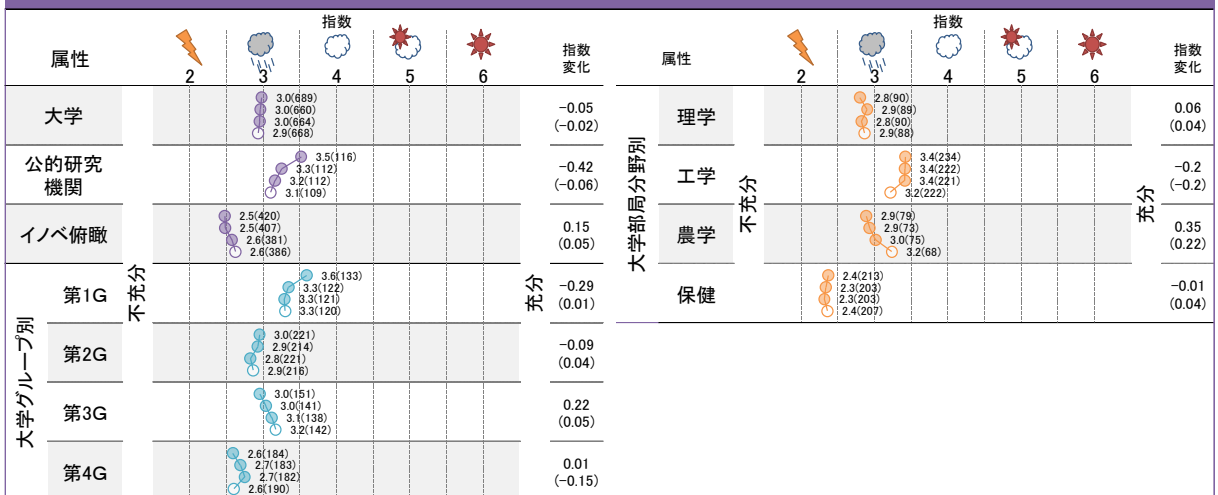 指数
属性
2 3 4 5 6
指数
変化
大学
3.0(689)
3.0(660)
3.0(664)
2.9(668)
-0.05
(-0.02)
公的研究
機関
3.5(116)
3.3(112)
3.2(112)
3.1(109)
-0.42
(-0.06)
イノベ俯瞰
2.5(420)
2.5(407)
2.6(381)
2.6(386)
0.15
(0.05)
不充分
充分
大学グループ別
第1G
3.6(133)
3.3(122)
3.3(121)
3.3(120)
-0.29
(0.01)
第2G
3.0(221)
2.9(214)
2.8(221)
2.9(216)
-0.09
(0.04)
第3G
3.0(151)
3.0(141)
3.1(138)
3.2(142)
0.22
(0.05)
第4G
2.6(184)
2.7(183)
2.7(182)
2.6(190)
0.01
(-0.15)
指数
属性
2 3 4 5 6
指数
変化
大学部局分野別
不充分
充分
理学
2.8(90)
2.9(89)
2.8(90)
2.9(88)
0.06
(0.04)
工学
3.4(234)
3.4(222)
3.4(221)
3.2(222)
-0.2
(-0.2)
農学
2.9(79)
2.9(73)
3.0(75)
3.2(68)
0.35
(0.22)
保健
2.4(213)
2.3(203)
2.3(203)
2.4(207)
-0.01
(0.04)